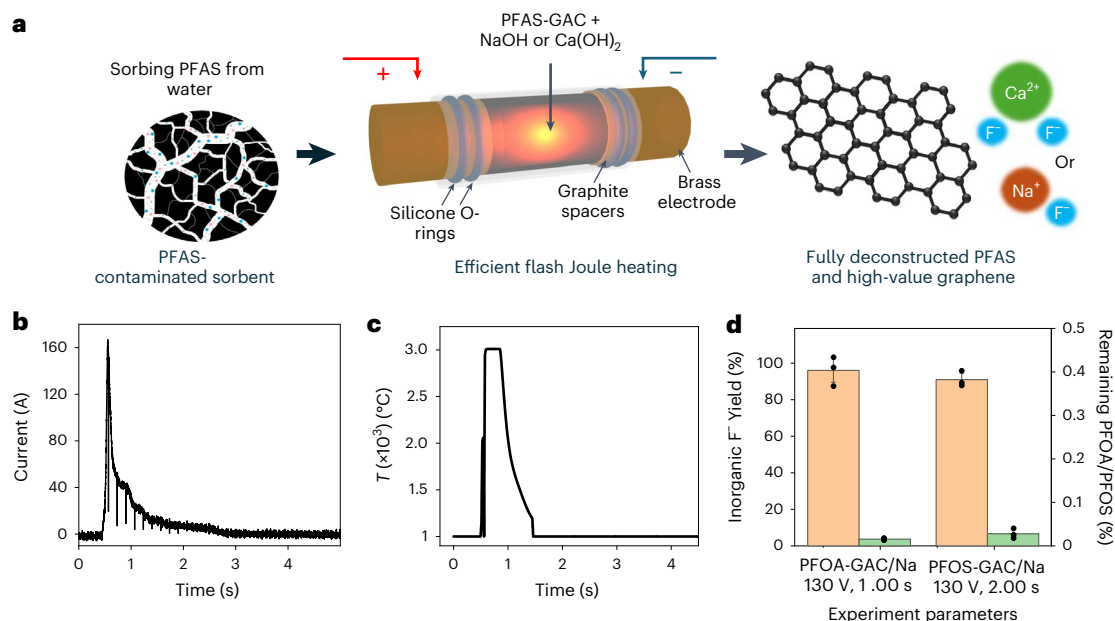 a
PFAS-GAC +
NaOH or Ca(OH)₂
Sorbing PFAS from
water
+
−
Ca²⁺
F⁻ F⁻
Or
Na⁺
F⁻
Silicone O-
rings
Graphite
spacers
Brass
electrode
PFAS-
contaminated sorbent
Efficient flash Joule heating
Fully deconstructed PFAS
and high-value graphene
b
Current (A)
160
120
80
40
0
0 1 2 3 4
Time (s)
c
T (×10³) (°C)
3.0
2.0
1.0
0 1 2 3 4
Time (s)
d
Inorganic F⁻ Yield (%)
100
80
60
40
20
0
Remaining PFOA/PFOS (%)
0.5
0.4
0.3
0.2
0.1
0
PFOA-GAC/Na
130 V, 1 .00 s
PFOS-GAC/Na
130 V, 2.00 s
Experiment parameters